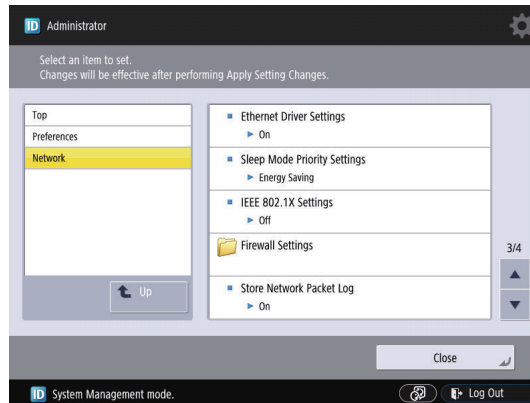 ID Administrator
Select an item to set.
Changes will be effective after performing Apply Setting Changes.
Top
Preferences
Network
Up
Ethernet Driver Settings
On
Sleep Mode Priority Settings
Energy Saving
IEEE 802.1X Settings
Off
Firewall Settings
Store Network Packet Log
On
3/4
Close
ID System Management mode.
Log Out